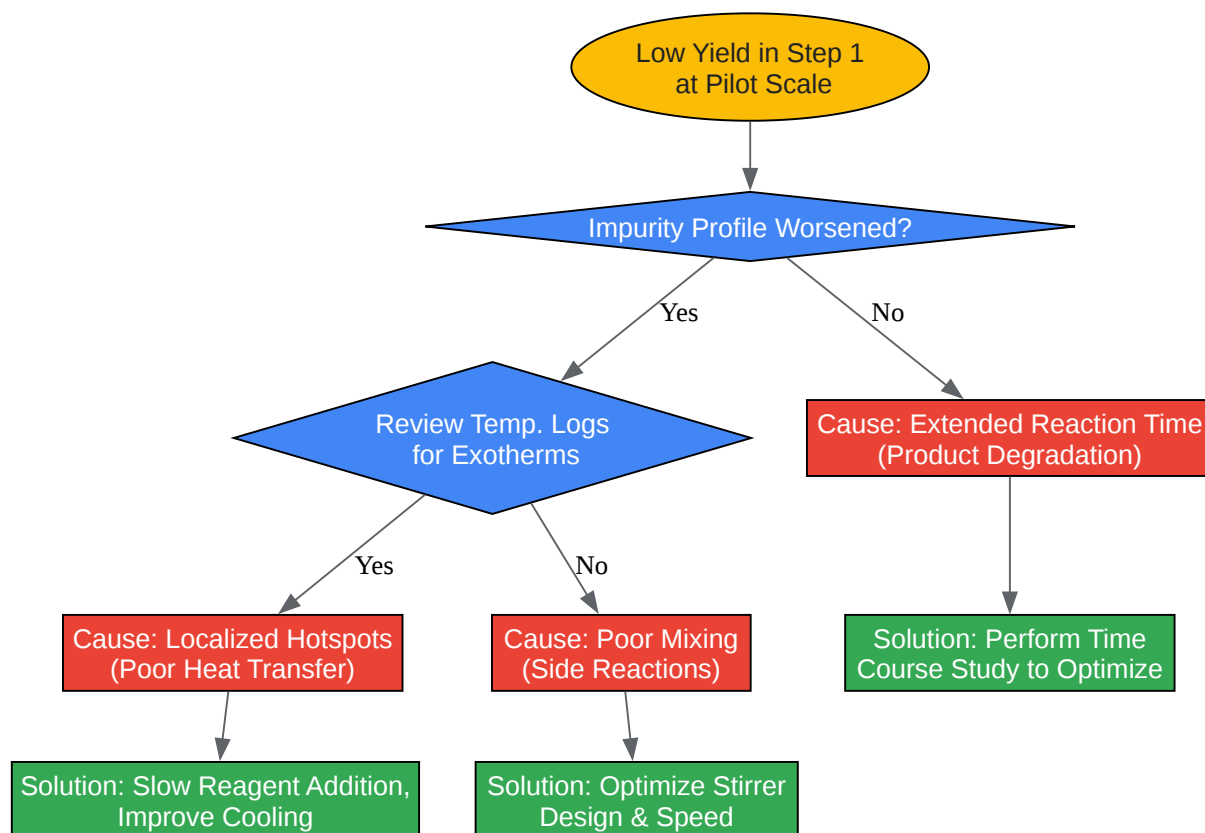 Low Yield in Step 1
at Pilot Scale
Impurity Profile Worsened?
Yes
No
Review Temp. Logs
for Exotherms
Cause: Extended Reaction Time
(Product Degradation)
Yes
No
Cause: Localized Hotspots
(Poor Heat Transfer)
Cause: Poor Mixing
(Side Reactions)
Solution: Perform Time
Course Study to Optimize
Solution: Slow Reagent Addition,
Improve Cooling
Solution: Optimize Stirrer
Design & Speed